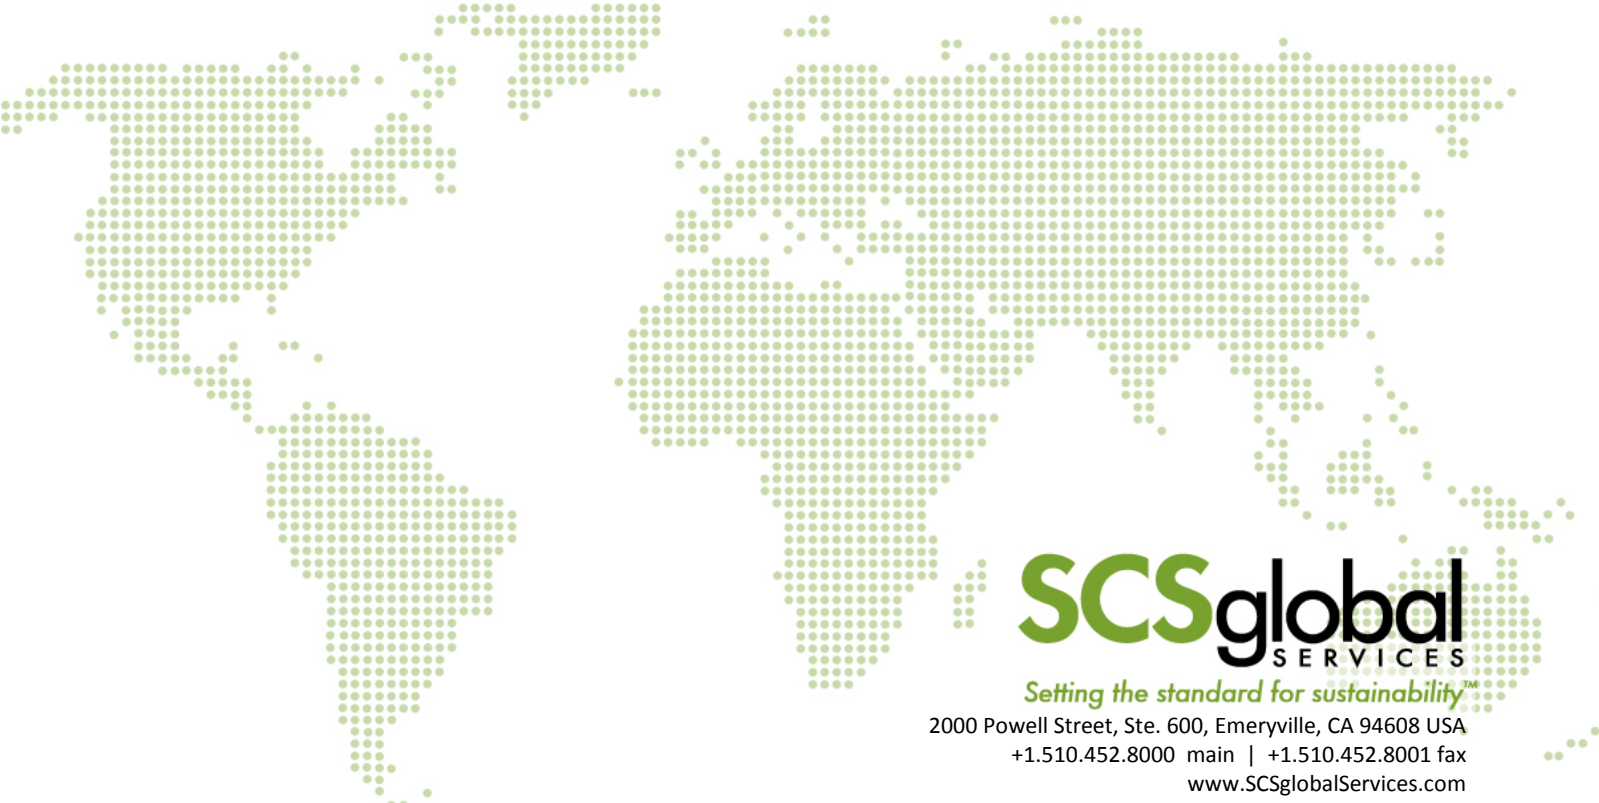 SCSglobal
SERVICES
Setting the standard for sustainability™
2000 Powell Street, Ste. 600, Emeryville, CA 94608 USA
+1.510.452.8000 main | +1.510.452.8001 fax
www.SCSglobalServices.com